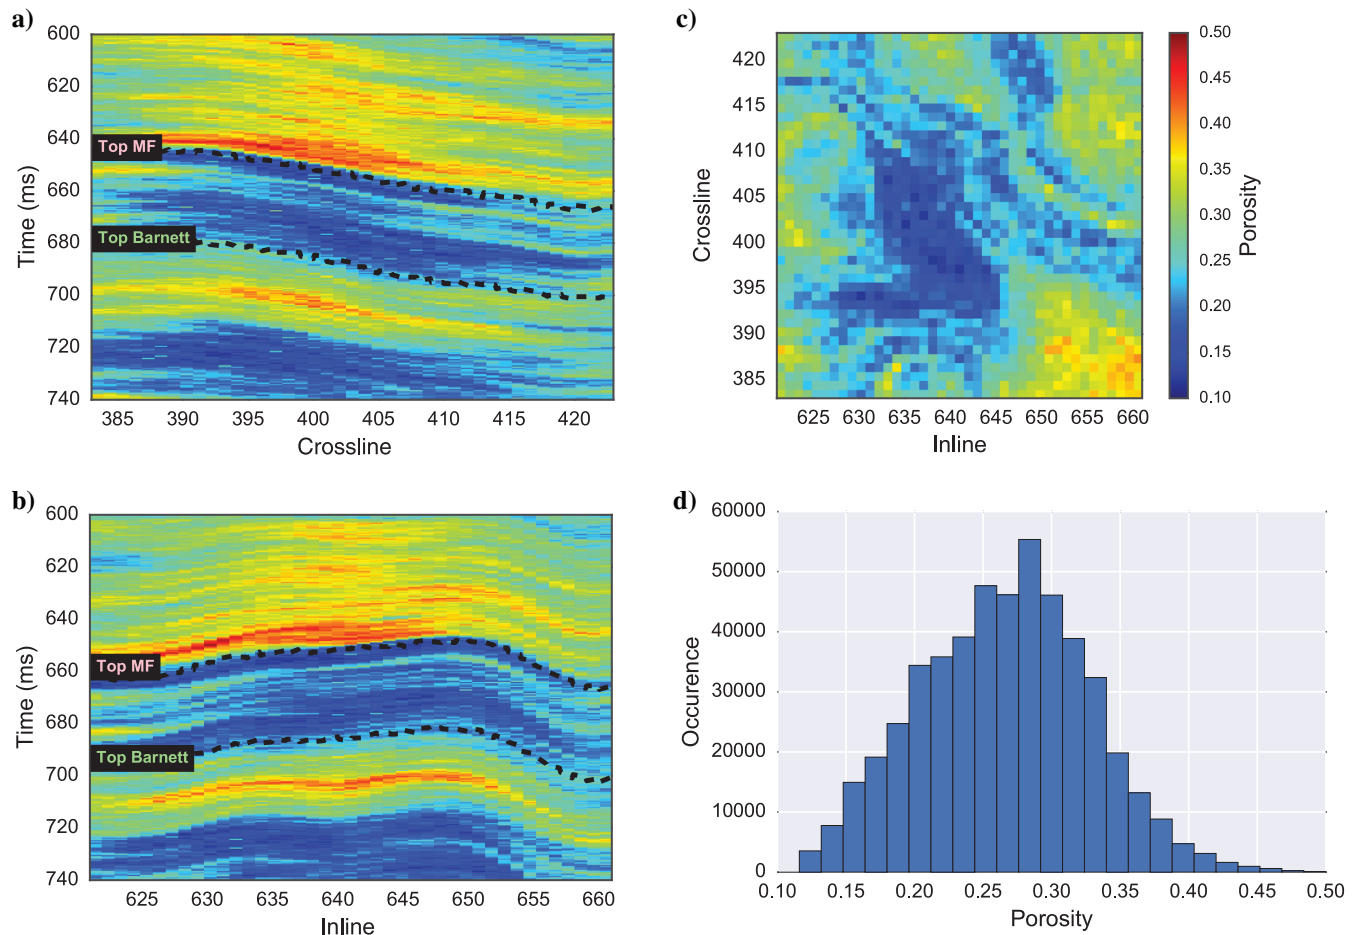 a)
600
620
640
660
680
700
720
740
Time (ms)
Top MF
Top Barnett
385 390 395 400 405 410 415 420
Crossline
c)
420
415
410
405
400
395
390
385
Crossline
625 630 635 640 645 650 655 660
Inline
0.50
0.45
0.40
0.35
0.30
0.25
0.20
0.15
0.10
Porosity
b)
600
620
640
660
680
700
720
740
Time (ms)
Top MF
Top Barnett
625 630 635 640 645 650 655 660
Inline
d)
60000
50000
40000
30000
20000
10000
0
Occurence
0.10 0.15 0.20 0.25 0.30 0.35 0.40 0.45 0.50
Porosity